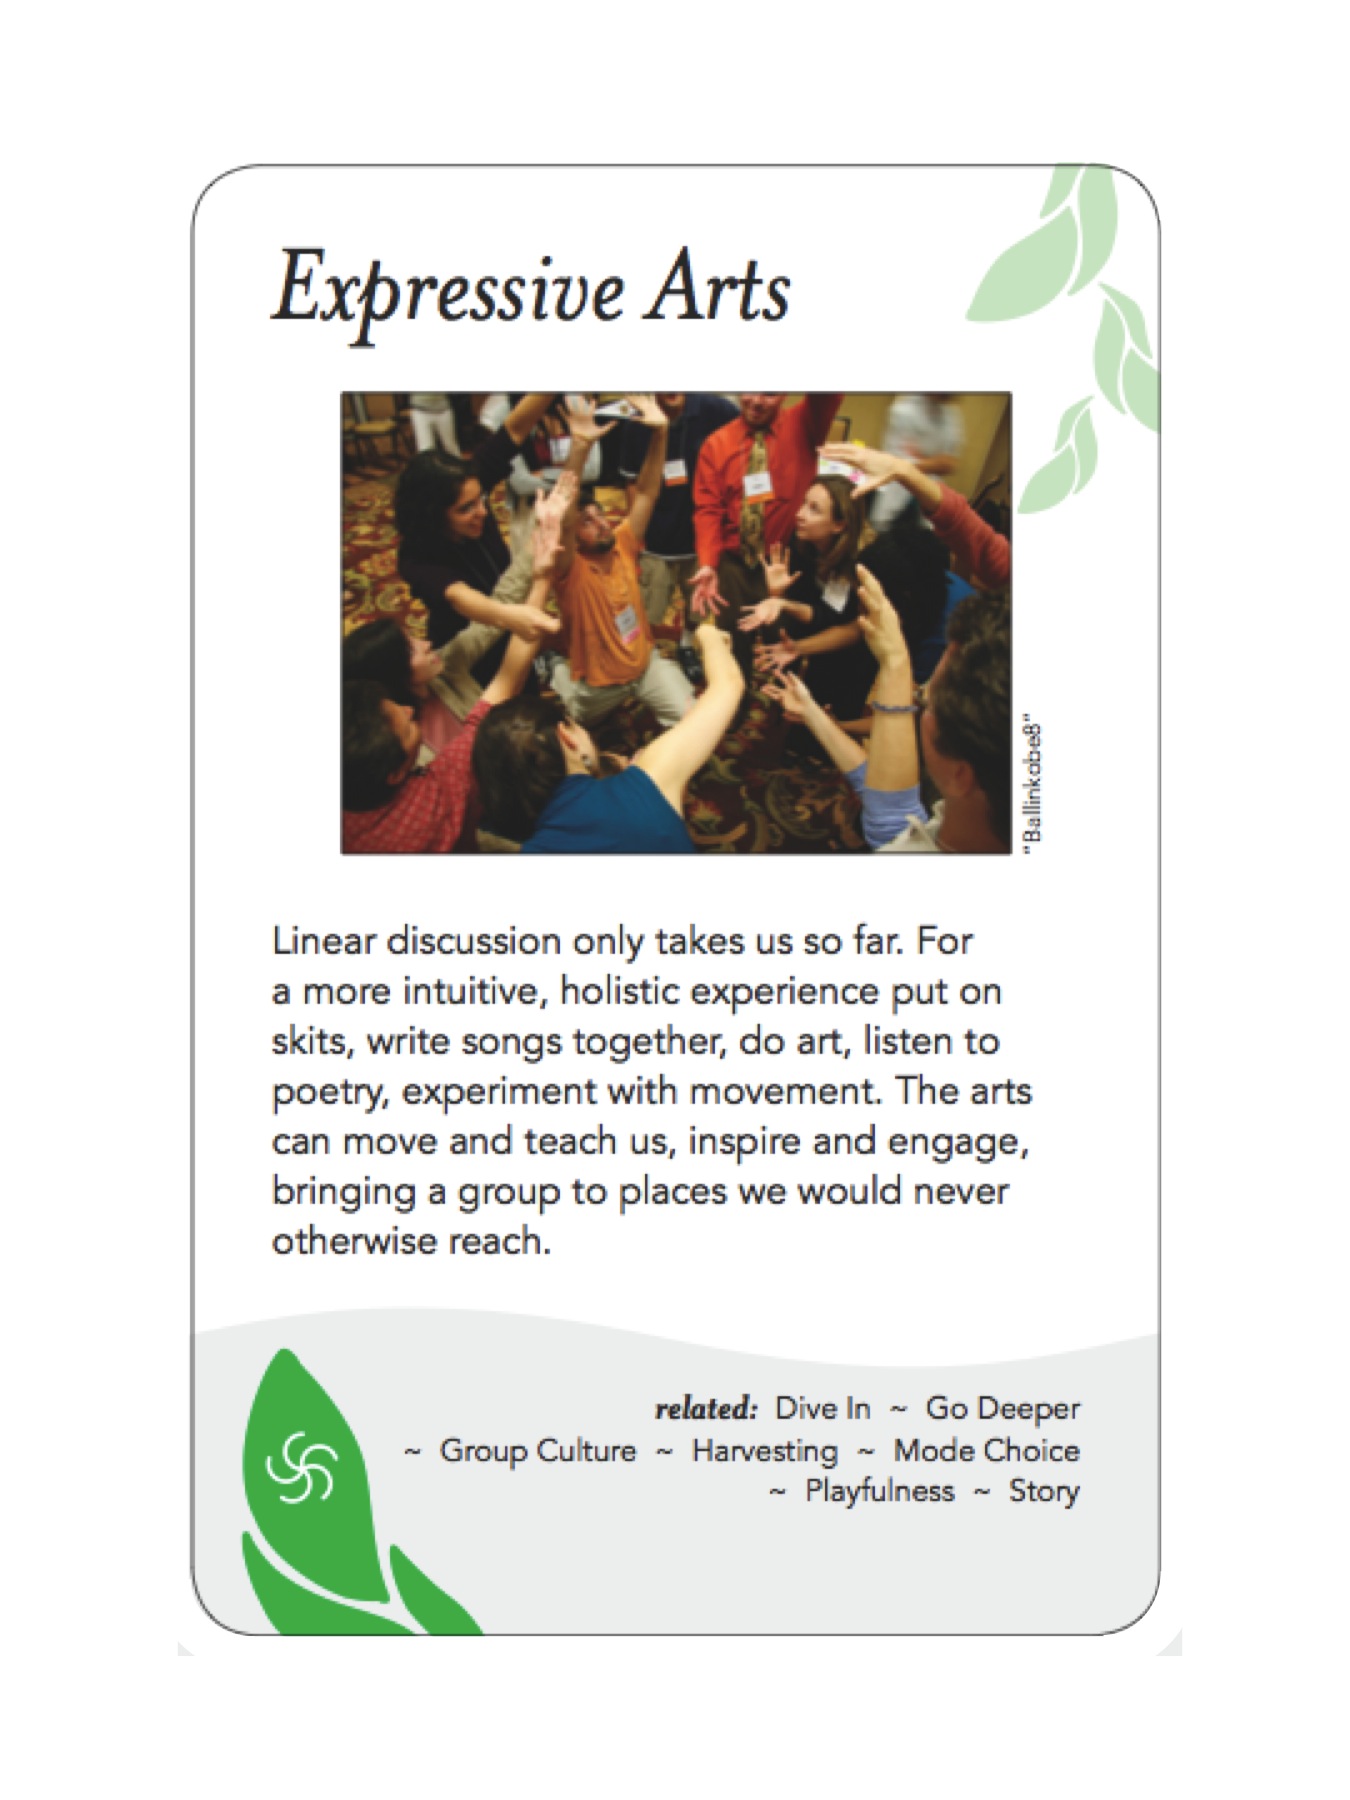 Expressive Arts
"Ballinkobe8"
Linear discussion only takes us so far. For
a more intuitive, holistic experience put on
skits, write songs together, do art, listen to
poetry, experiment with movement. The arts
can move and teach us, inspire and engage,
bringing a group to places we would never
otherwise reach.
related: Dive In ~ Go Deeper
~ Group Culture ~ Harvesting ~ Mode Choice
~ Playfulness ~ Story